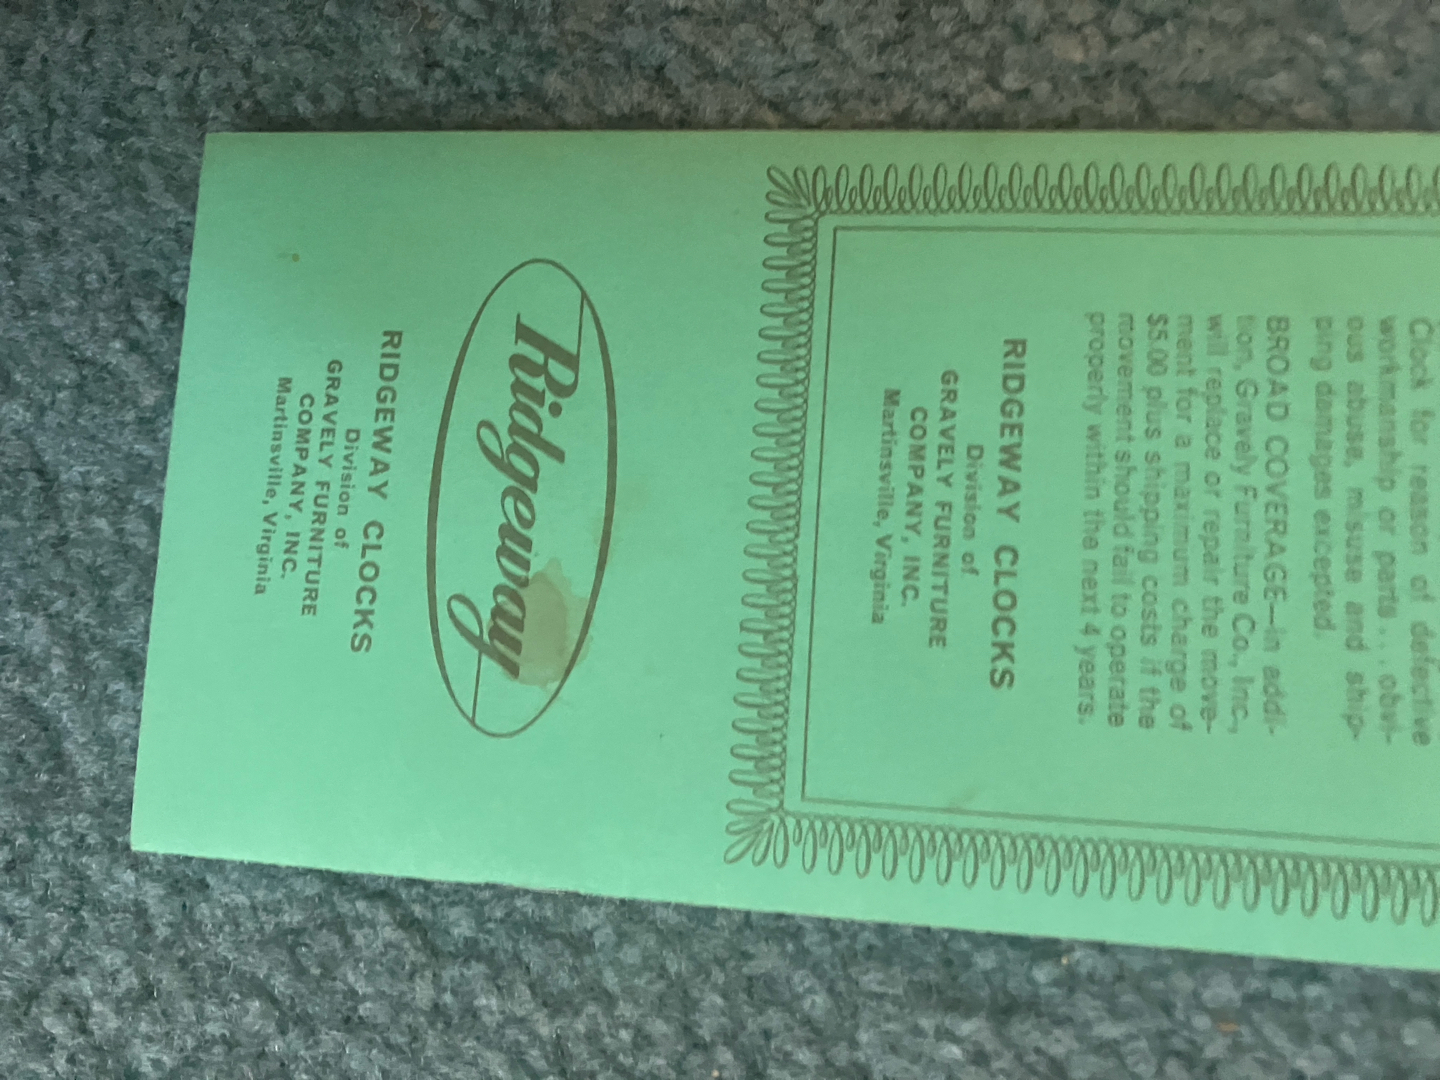 Clock for reason of defective
workmanship or parts . . . obvi-
ous abuse, misuse and ship-
ping damages excepted.
BROAD COVERAGE—in addi-
tion, Gravely Furniture Co., Inc.,
will replace or repair the move-
ment for a maximum charge of
$5.00 plus shipping costs if the
movement should fail to operate
properly within the next 4 years.
RIDGEWAY CLOCKS
Division of
GRAVELY FURNITURE
COMPANY, INC.
Martinsville, Virginia
Ridgeway
RIDGEWAY CLOCKS
Division of
GRAVELY FURNITURE
COMPANY, INC.
Martinsville, Virginia